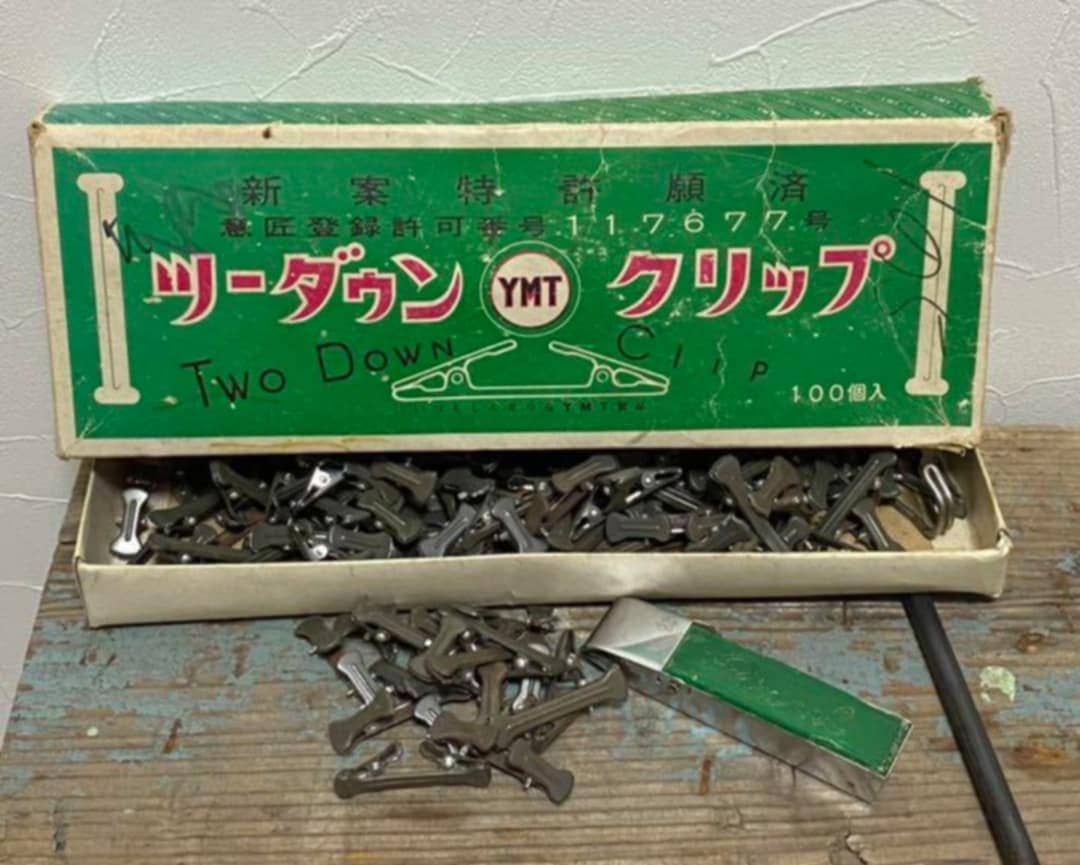 新案特許願済
意匠登録許可番号117677号
ツーダゥン YMT クリップ
Two Down Clip
100個入